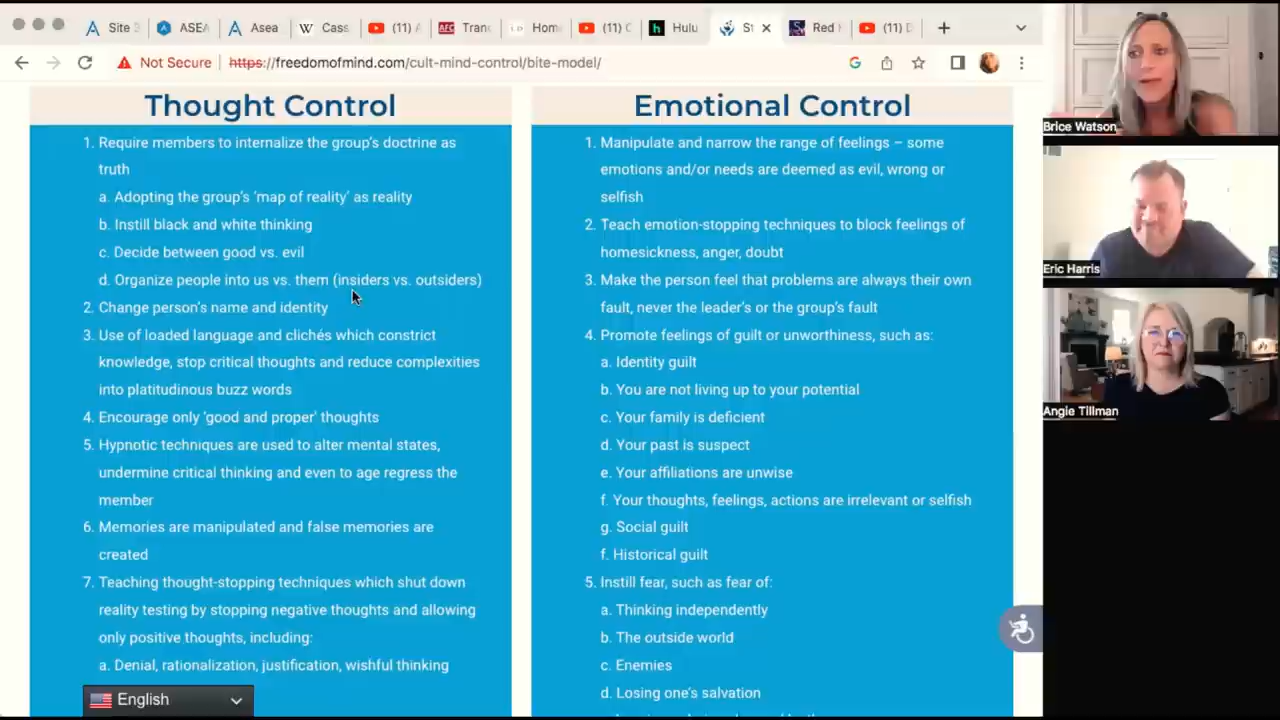 Site
ASEA
Asea
Cass
(11)
Tran
Hom
(11)
Hulu
St
Red
(11)
Not Secure
https://freedomofmind.com/cult-mind-control/bite-model/
Brice Watson
Eric Harris
Angie Tillman
Thought Control
1. Require members to internalize the group's doctrine as
truth
a. Adopting the group's 'map of reality' as reality
b. Instill black and white thinking
c. Decide between good vs. evil
d. Organize people into us vs. them (insiders vs. outsiders)
2. Change person's name and identity
3. Use of loaded language and clichés which constrict
knowledge, stop critical thoughts and reduce complexities
into platitudinous buzz words
4. Encourage only 'good and proper' thoughts
5. Hypnotic techniques are used to alter mental states,
undermine critical thinking and even to age regress the
member
6. Memories are manipulated and false memories are
created
7. Teaching thought-stopping techniques which shut down
reality testing by stopping negative thoughts and allowing
only positive thoughts, including:
a. Denial, rationalization, justification, wishful thinking
English
Emotional Control
1. Manipulate and narrow the range of feelings – some
emotions and/or needs are deemed as evil, wrong or
selfish
2. Teach emotion-stopping techniques to block feelings of
homesickness, anger, doubt
3. Make the person feel that problems are always their own
fault, never the leader's or the group's fault
4. Promote feelings of guilt or unworthiness, such as:
a. Identity guilt
b. You are not living up to your potential
c. Your family is deficient
d. Your past is suspect
e. Your affiliations are unwise
f. Your thoughts, feelings, actions are irrelevant or selfish
g. Social guilt
f. Historical guilt
5. Instill fear, such as fear of:
a. Thinking independently
b. The outside world
c. Enemies
d. Losing one's salvation